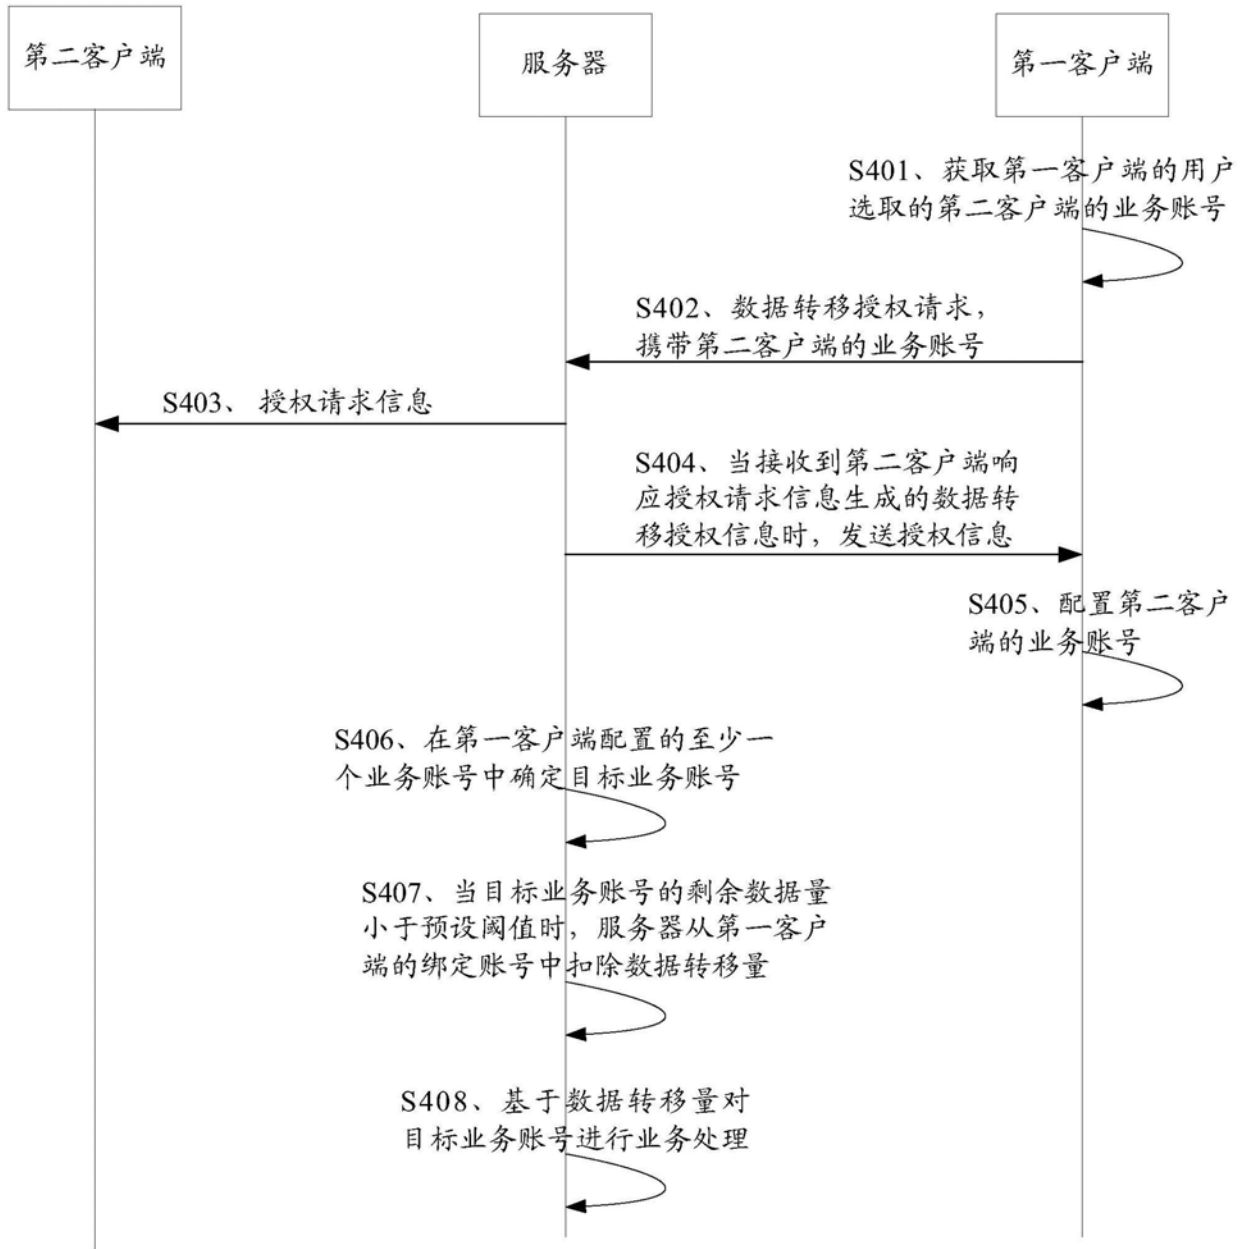 第二客户端
服务器
第一客户端
S401、获取第一客户端的用户
选取的第二客户端的业务账号
S402、数据转移授权请求，
携带第二客户端的业务账号
S403、 授权请求信息
S404、当接收到第二客户端响
应授权请求信息生成的数据转
移授权信息时，发送授权信息
S405、配置第二客户
端的业务账号
S406、在第一客户端配置的至少一
个业务账号中确定目标业务账号
S407、当目标业务账号的剩余数据量
小于预设阈值时，服务器从第一客户
端的绑定账号中扣除数据转移量
S408、基于数据转移量对
目标业务账号进行业务处理